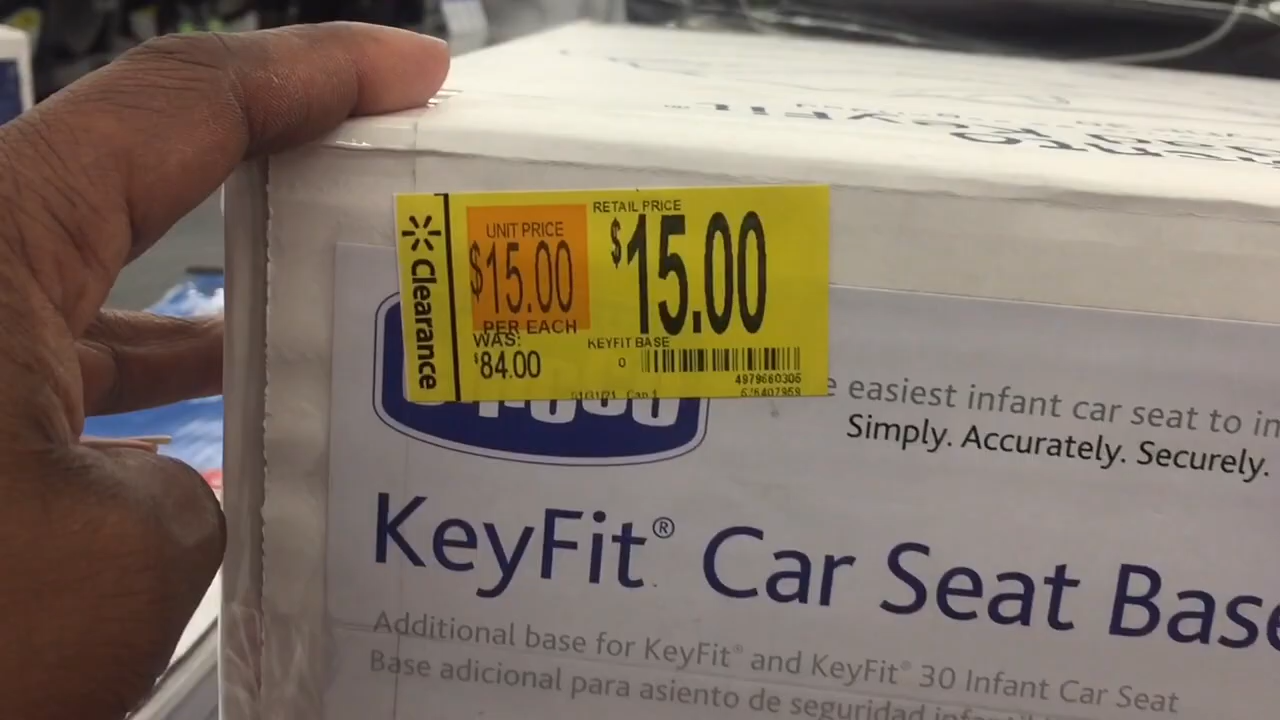 Clearance
UNIT PRICE
$15.00
PER EACH
WAS:
$84.00
RETAIL PRICE
$15.00
KEYFIT BASE
0
4979660305
e easiest infant car seat to in
Simply. Accurately. Securely.
KeyFit® Car Seat Base
Additional base for KeyFit® and KeyFit® 30 Infant Car Seat
Base adicional para asiento de seguridad